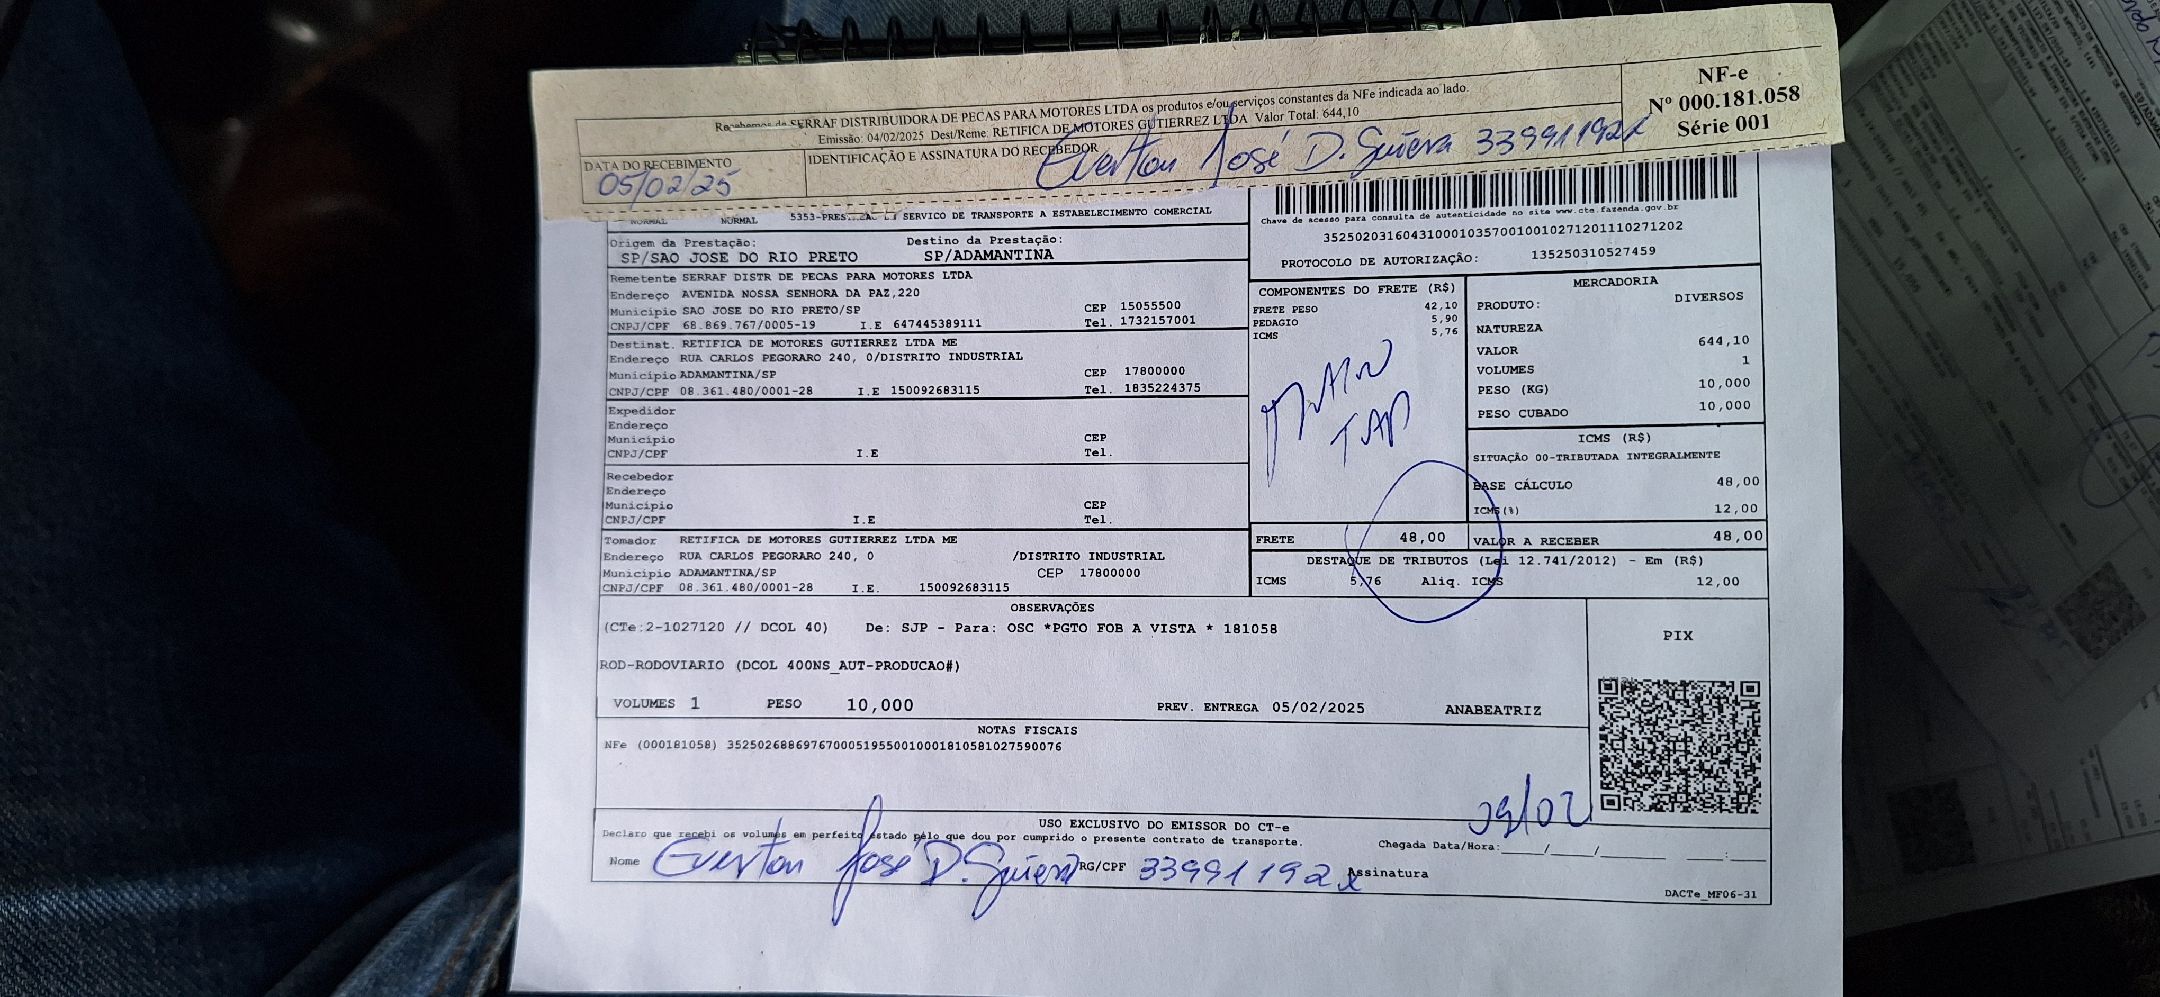 Recebemos de SERRAF DISTRIBUIDORA DE PECAS PARA MOTORES LTDA os produtos e/ou serviços constantes da NFe indicada ao lado.
Emissão: 04/02/2025 Dest/Reme: RETIFICA DE MOTORES GUTIERREZ LTDA Valor Total: 644,10
NF-e
Nº 000.181.058
Série 001
DATA DO RECEBIMENTO
05/02/25
IDENTIFICAÇÃO E ASSINATURA DO RECEBEDOR
Everton José D. 339911922
NORMAL NORMAL 5353- SERVICO DE TRANSPORTE A ESTABELECIMENTO COMERCIAL
Chave de acesso para consulta de autenticidade no site www.cte.fazenda.gov.br
35250203160431000103570010010271201110271202
PROTOCOLO DE AUTORIZAÇÃO: 135250310527459
Origem da Prestação: Destino da Prestação:
SP/SAO JOSE DO RIO PRETO SP/ADAMANTINA
Remetente SERRAF DISTR DE PECAS PARA MOTORES LTDA
Endereço AVENIDA NOSSA SENHORA DA PAZ,220
Município SAO JOSE DO RIO PRETO/SP CEP 15055500
CNPJ/CPF 68.869.767/0005-19 I.E 647445389111 Tel. 1732157001
Destinat. RETIFICA DE MOTORES GUTIERREZ LTDA ME
Endereço RUA CARLOS PEGORARO 240, 0/DISTRITO INDUSTRIAL
Município ADAMANTINA/SP CEP 17800000
CNPJ/CPF 08.361.480/0001-28 I.E 150092683115 Tel. 1835224375
Expedidor
Endereço
Município CEP
CNPJ/CPF I.E Tel.
Recebedor
Endereço
Município CEP
CNPJ/CPF I.E Tel.
Tomador RETIFICA DE MOTORES GUTIERREZ LTDA ME
Endereço RUA CARLOS PEGORARO 240, 0 /DISTRITO INDUSTRIAL
Município ADAMANTINA/SP CEP 17800000
CNPJ/CPF 08.361.480/0001-28 I.E. 150092683115
COMPONENTES DO FRETE (R$)
FRETE PESO 42,10
PEDAGIO 5,90
ICMS 5,76
MERCADORIA
PRODUTO: DIVERSOS
NATUREZA
VALOR 644,10
VOLUMES 1
PESO (KG) 10,000
PESO CUBADO 10,000
ICMS (R$)
SITUAÇÃO 00-TRIBUTADA INTEGRALMENTE
BASE CÁLCULO 48,00
ICMS(%) 12,00
FRETE 48,00
VALOR A RECEBER 48,00
DESTAQUE DE TRIBUTOS (Lei 12.741/2012) - Em (R$)
ICMS 5,76 Aliq. ICMS 12,00
OBSERVAÇÕES
(CTe:2-1027120 // DCOL 40) De: SJP - Para: OSC *PGTO FOB A VISTA * 181058
ROD-RODOVIARIO (DCOL 400NS_AUT-PRODUCAO#)
VOLUMES 1 PESO 10,000 PREV. ENTREGA 05/02/2025 ANABEATRIZ
PIX
NOTAS FISCAIS
NFe (000181058) 35250268869767000519550010001810581027590076
USO EXCLUSIVO DO EMISSOR DO CT-e
Declaro que recebi os volumes em perfeito estado pelo que dou por cumprido o presente contrato de transporte.
Chegada Data/Hora:___/___/______ ___:___
Nome Everton José D. RG/CPF 339911922 Assinatura
DACTe_MF06-31